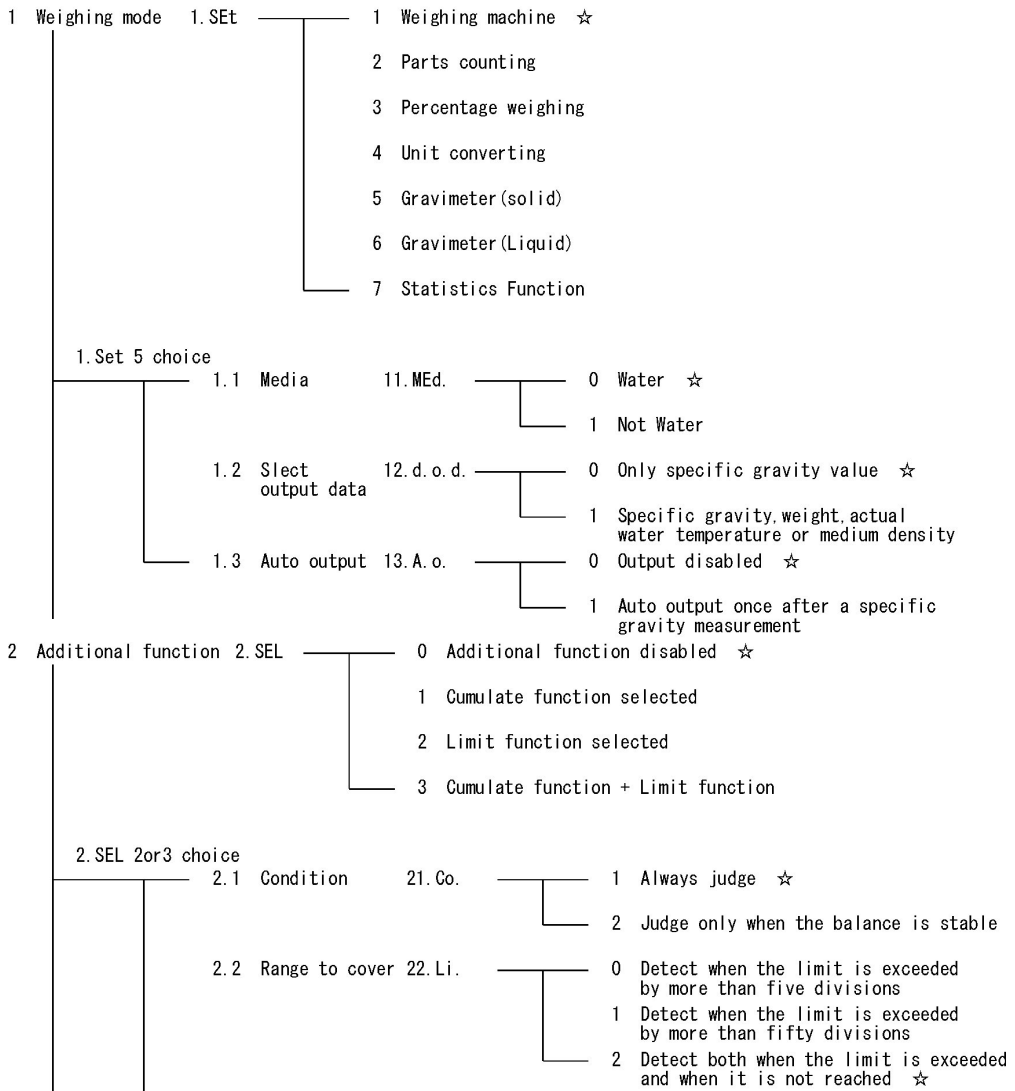 1 Weighing mode 1.SEt 1 Weighing machine ☆
2 Parts counting
3 Percentage weighing
4 Unit converting
5 Gravimeter(solid)
6 Gravimeter(Liquid)
7 Statistics Function
1.Set 5 choice
1.1 Media 11.MEd. 0 Water ☆
1 Not Water
1.2 Slect 12.d.o.d. 0 Only specific gravity value ☆
output data
1 Specific gravity,weight,actual
water temperature or medium density
1.3 Auto output 13.A.o. 0 Output disabled ☆
1 Auto output once after a specific
gravity measurement
2 Additional function 2.SEL 0 Additional function disabled ☆
1 Cumulate function selected
2 Limit function selected
3 Cumulate function + Limit function
2.SEL 2or3 choice
2.1 Condition 21.Co. 1 Always judge ☆
2 Judge only when the balance is stable
2.2 Range to cover 22.Li. 0 Detect when the limit is exceeded
by more than five divisions
1 Detect when the limit is exceeded
by more than fifty divisions
2 Detect both when the limit is exceeded
and when it is not reached ☆